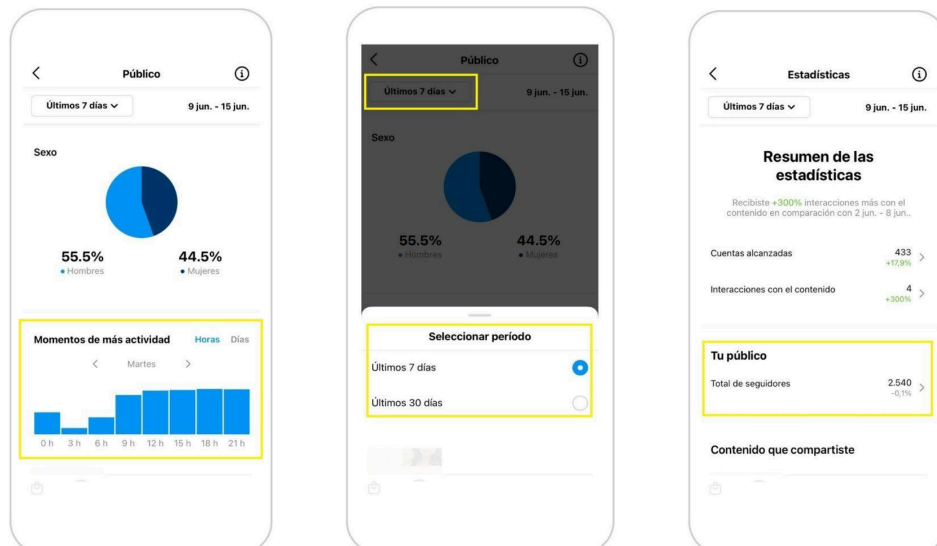 Público
Últimos 7 días
9 jun. - 15 jun.
Sexo
55.5% 44.5%
• Hombres • Mujeres
Momentos de más actividad Horas Días
Martes
0 h 3 h 6 h 9 h 12 h 15 h 18 h 21 h
Público
Últimos 7 días
9 jun. - 15 jun.
Sexo
55.5% 44.5%
• Hombres • Mujeres
Seleccionar período
Últimos 7 días
Últimos 30 días
Estadísticas
Últimos 7 días
9 jun. - 15 jun.
Resumen de las
estadísticas
Recibiste +300% interacciones más con el
contenido en comparación con 2 jun. - 8 jun..
Cuentas alcanzadas 433
+17,9%
Interacciones con el contenido 4
+300%
Tu público
Total de seguidores 2.540
-0,1%
Contenido que compartiste